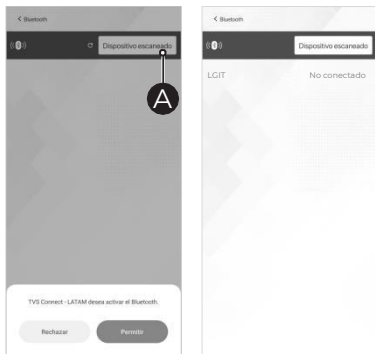 < Bluetooth
Dispositivo escaneado
A
TVS Connect - LATAM desea activar el Bluetooth.
Rechazar
Permitir
< Bluetooth
Dispositivo escaneado
LGIT No conectado